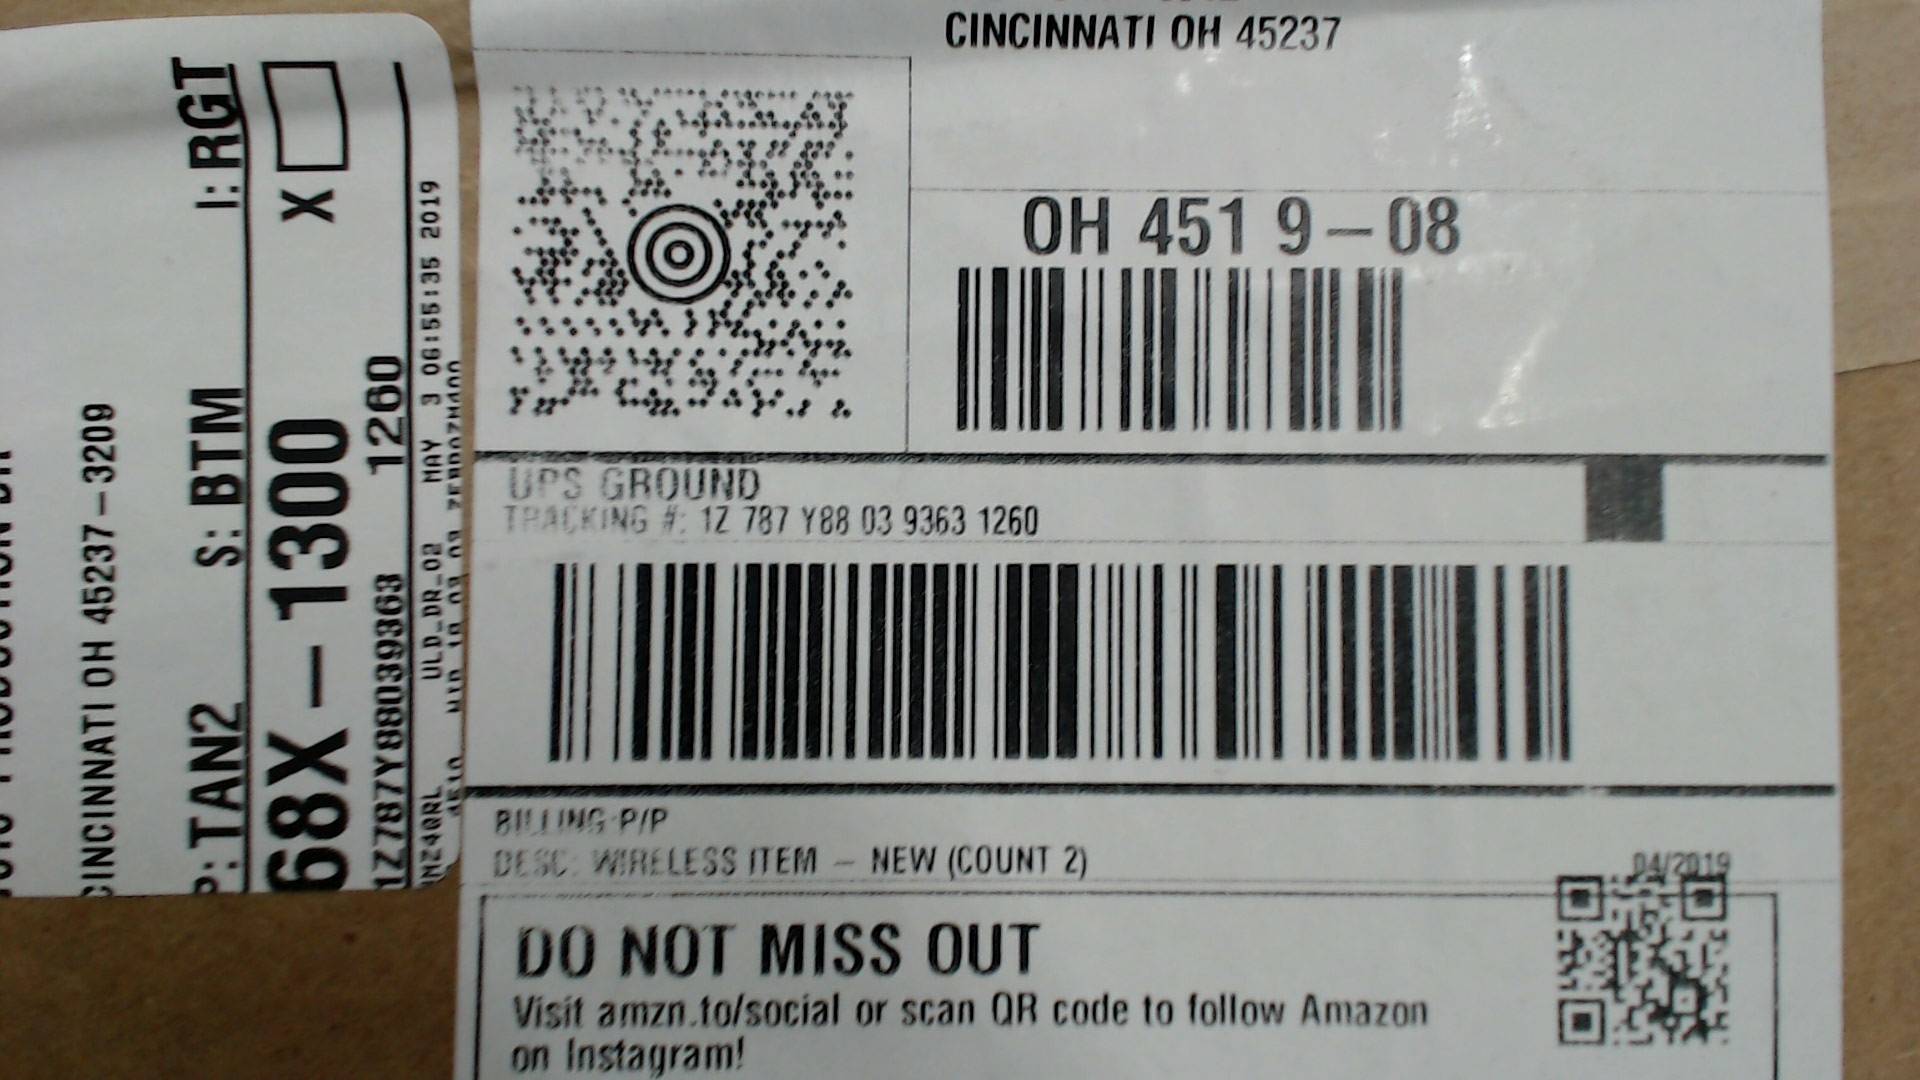 CINCINNATI OH 45237
OH 451 9-08
UPS GROUND
TRACKING #: 1Z 787 Y88 03 9363 1260
BILLING: P/P
DESC: WIRELESS ITEM - NEW (COUNT 2)
04/2019
DO NOT MISS OUT
Visit amzn.to/social or scan QR code to follow Amazon
on Instagram!
CINCINNATI OH 45237-3209
P: TAN2 S: BTM I: RGT
68X-1300 X
1Z787Y88039363 1260
ULD_DR_02 MAY 3 06:55:35 2019